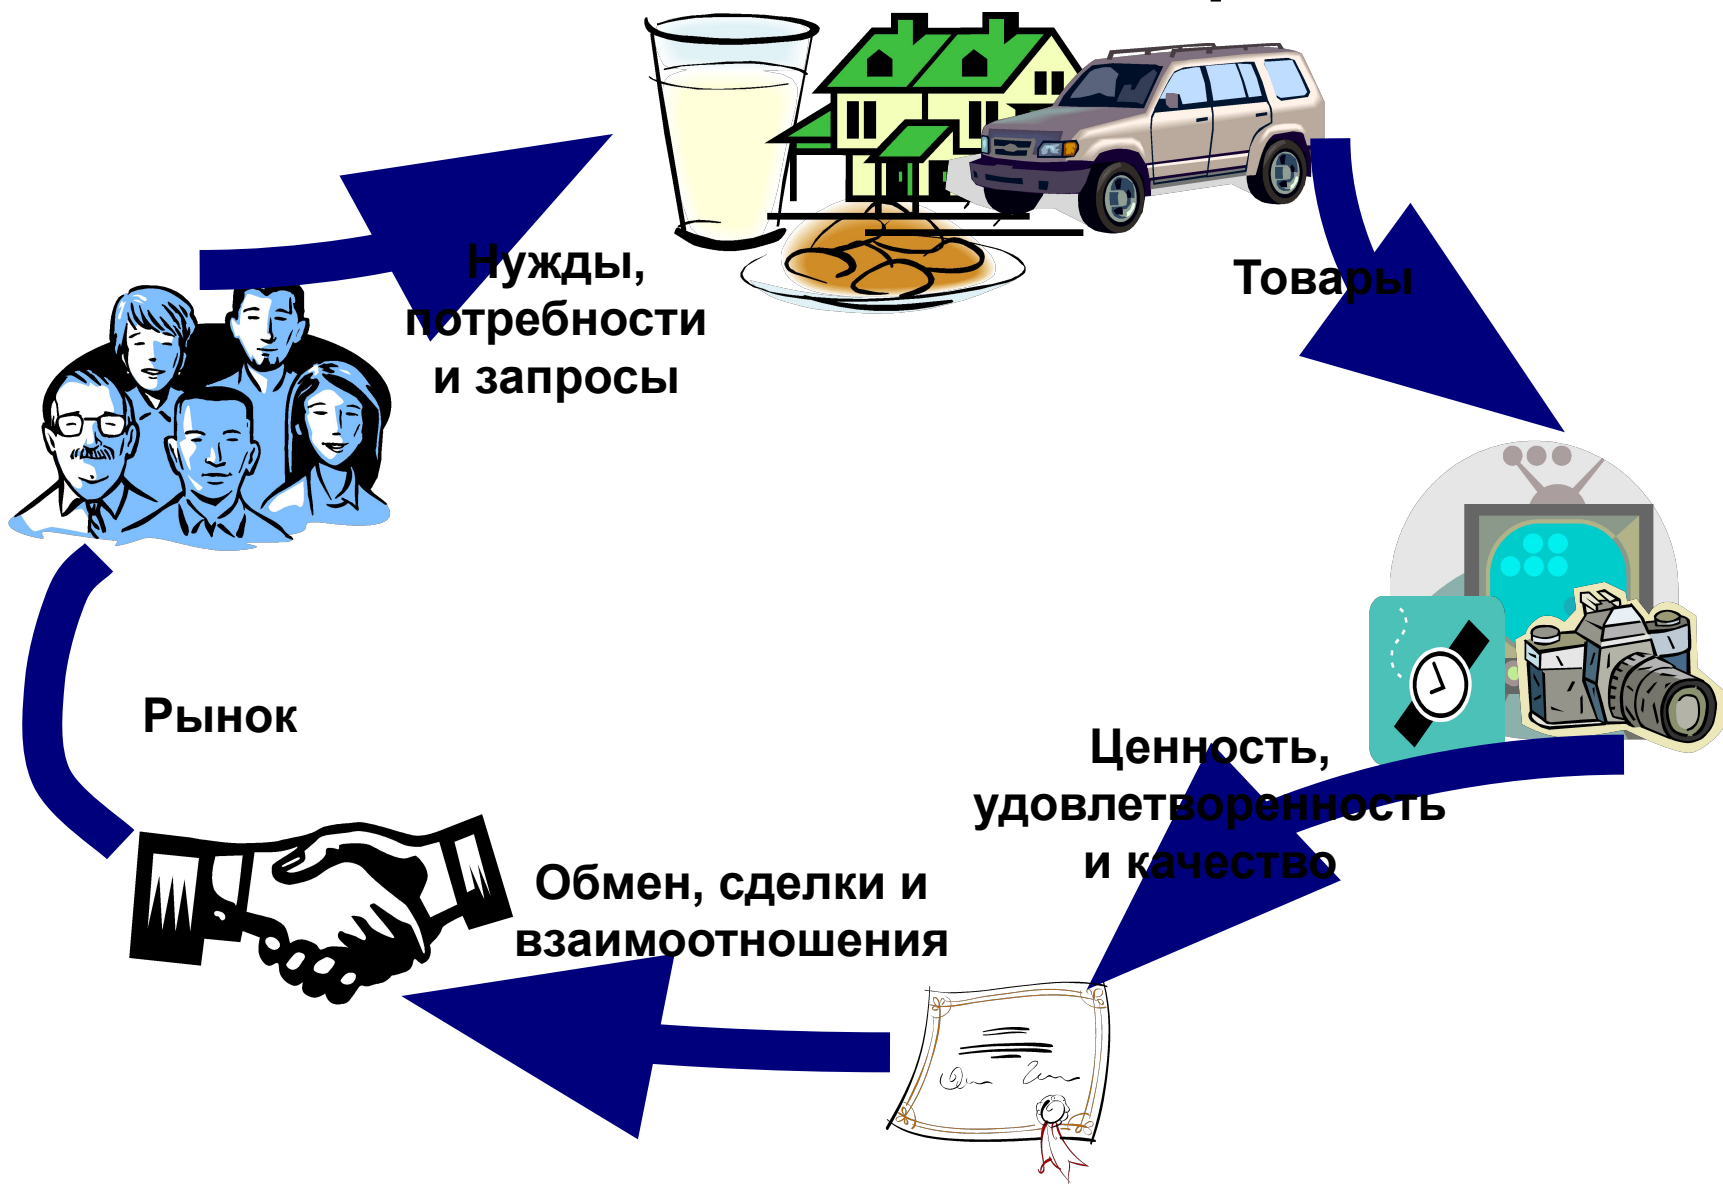 Нужды,
потребности
и запросы
Товары
Ценность,
удовлетворенность
и качество
Обмен, сделки и
взаимоотношения
Рынок